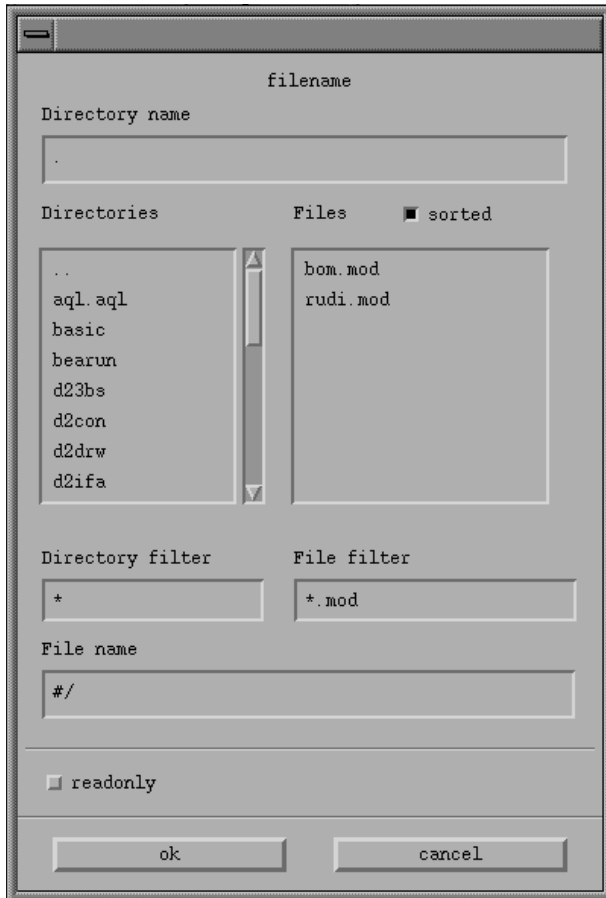 filename
Directory name
.
Directories
Files
sorted
..
aql.aql
basic
bearun
d23bs
d2con
d2drw
d2ifa
bom.mod
rudi.mod
Directory filter
File filter
*
*.mod
File name
#/
readonly
ok
cancel